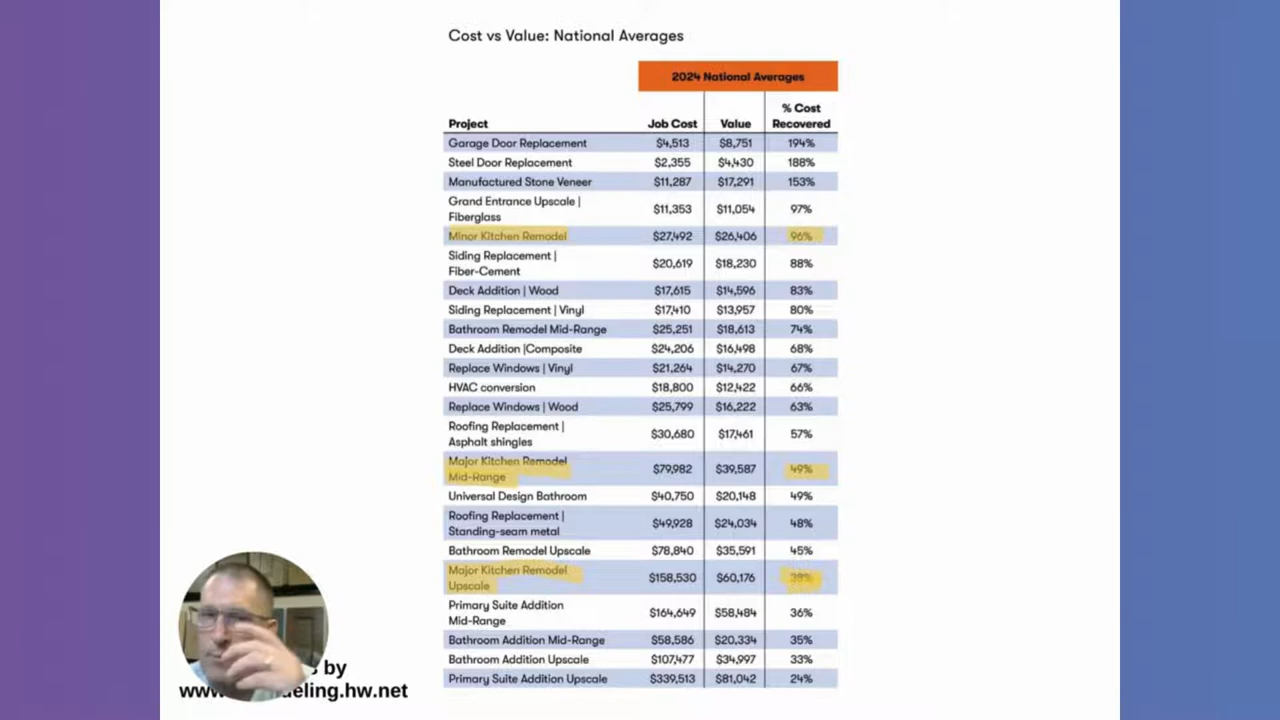 Cost vs Value: National Averages
2024 National Averages
Project Job Cost Value % Cost Recovered
Garage Door Replacement $4,513 $8,751 194%
Steel Door Replacement $2,355 $4,430 188%
Manufactured Stone Veneer $11,287 $17,291 153%
Grand Entrance Upscale |
Fiberglass $11,353 $11,054 97%
Minor Kitchen Remodel $27,492 $26,406 96%
Siding Replacement |
Fiber-Cement $20,619 $18,230 88%
Deck Addition | Wood $17,615 $14,596 83%
Siding Replacement | Vinyl $17,410 $13,957 80%
Bathroom Remodel Mid-Range $25,251 $18,613 74%
Deck Addition |Composite $24,206 $16,498 68%
Replace Windows | Vinyl $21,264 $14,270 67%
HVAC conversion $18,800 $12,422 66%
Replace Windows | Wood $25,799 $16,222 63%
Roofing Replacement |
Asphalt shingles $30,680 $17,461 57%
Major Kitchen Remodel
Mid-Range $79,982 $39,587 49%
Universal Design Bathroom $40,750 $20,148 49%
Roofing Replacement |
Standing-seam metal $49,928 $24,034 48%
Bathroom Remodel Upscale $78,840 $35,591 45%
Major Kitchen Remodel
Upscale $158,530 $60,176
Primary Suite Addition
Mid-Range $164,649 $58,484 36%
Bathroom Addition Mid-Range $58,586 $20,334 35%
Bathroom Addition Upscale $107,477 $34,997 33%
Primary Suite Addition Upscale $339,513 $81,042 24%
by